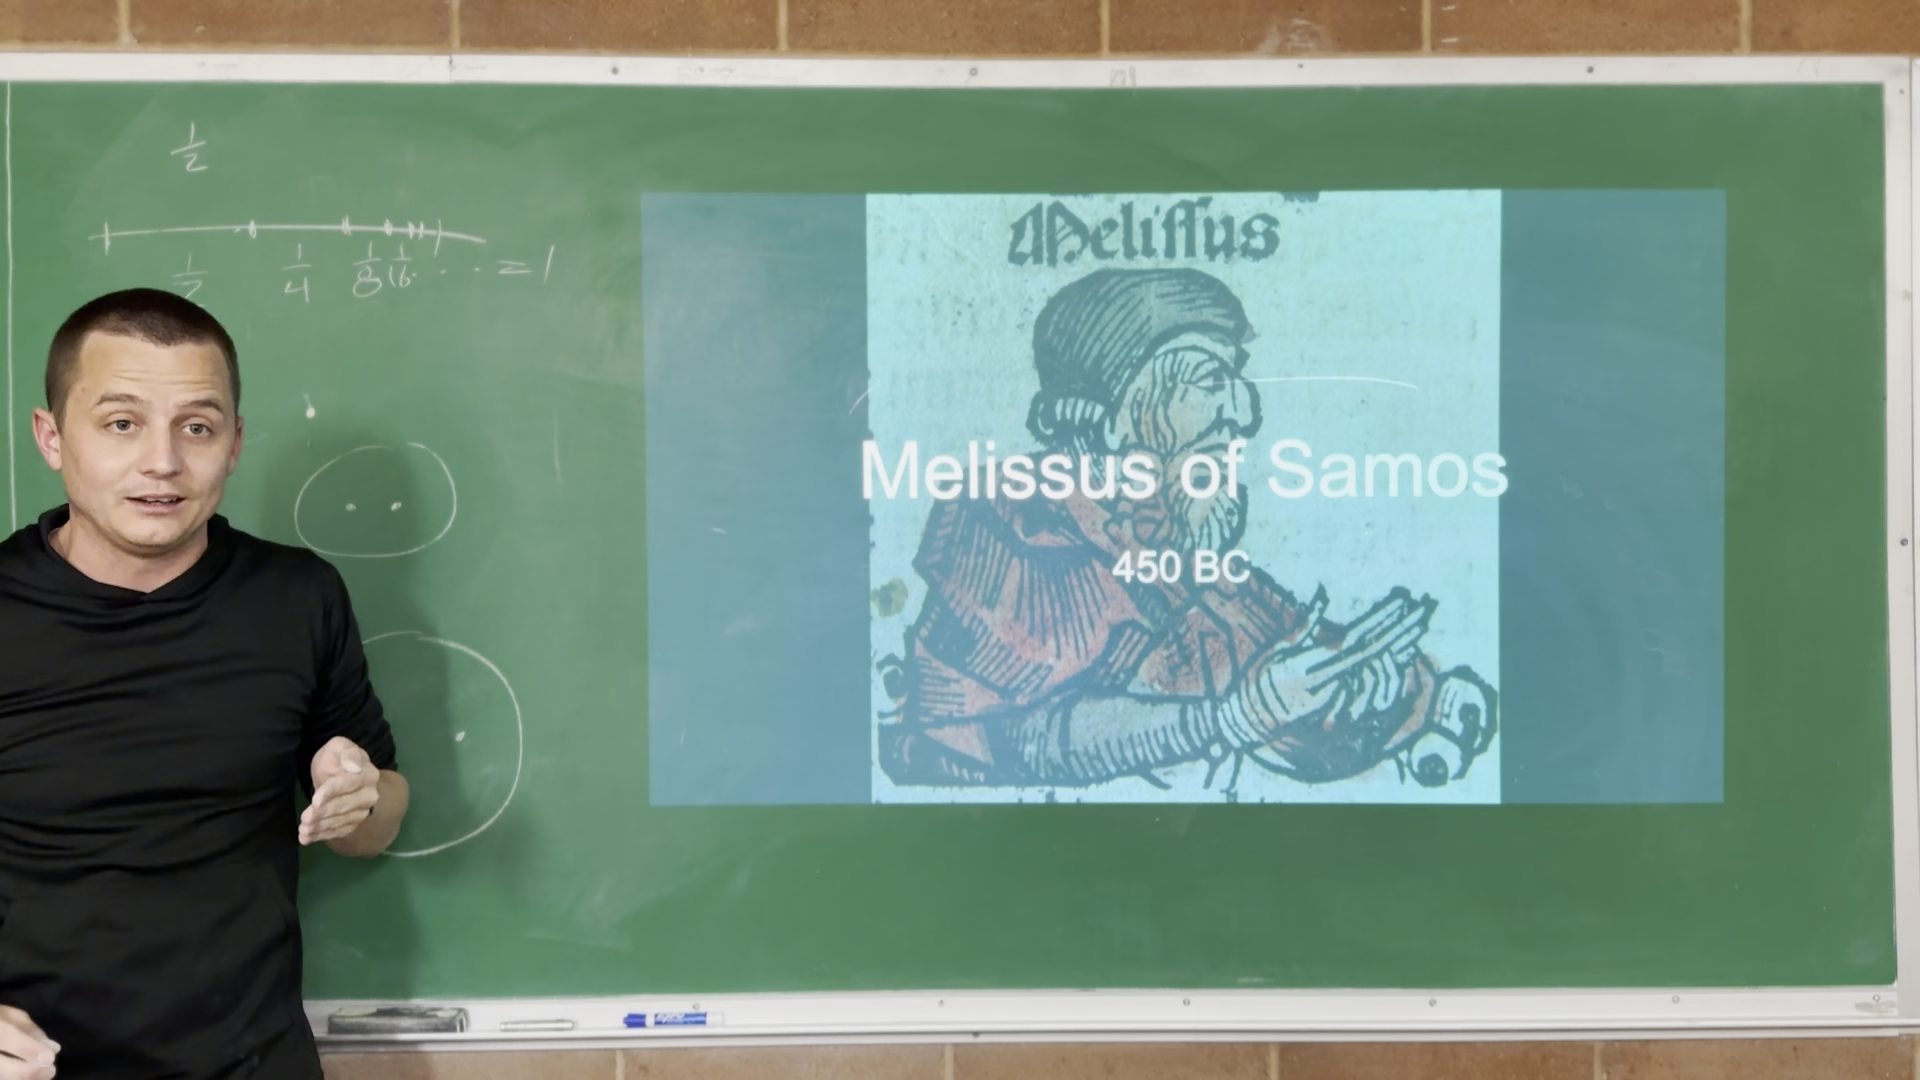 1/2
1/2 1/4 1/8 1/16 . . . = 1
Meliſſus
Melissus of Samos
450 BC